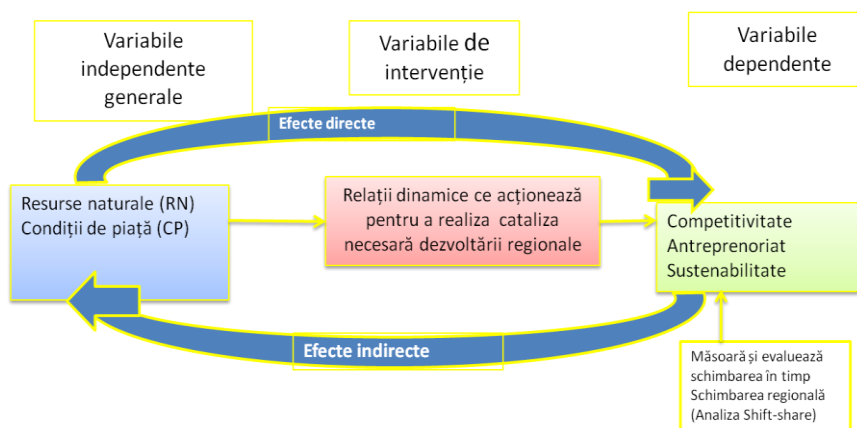 Variabile
independente
generale
Variabile de
intervenție
Variabile
dependente
Efecte directe
Resurse naturale (RN)
Condiții de piață (CP)
Relații dinamice ce acționează
pentru a realiza cataliza
necesară dezvoltării regionale
Competitivitate
Antreprenoriat
Sustenabilitate
Efecte indirecte
Măsoară și evaluează
schimbarea în timp
Schimbarea regională
(Analiza Shift-share)